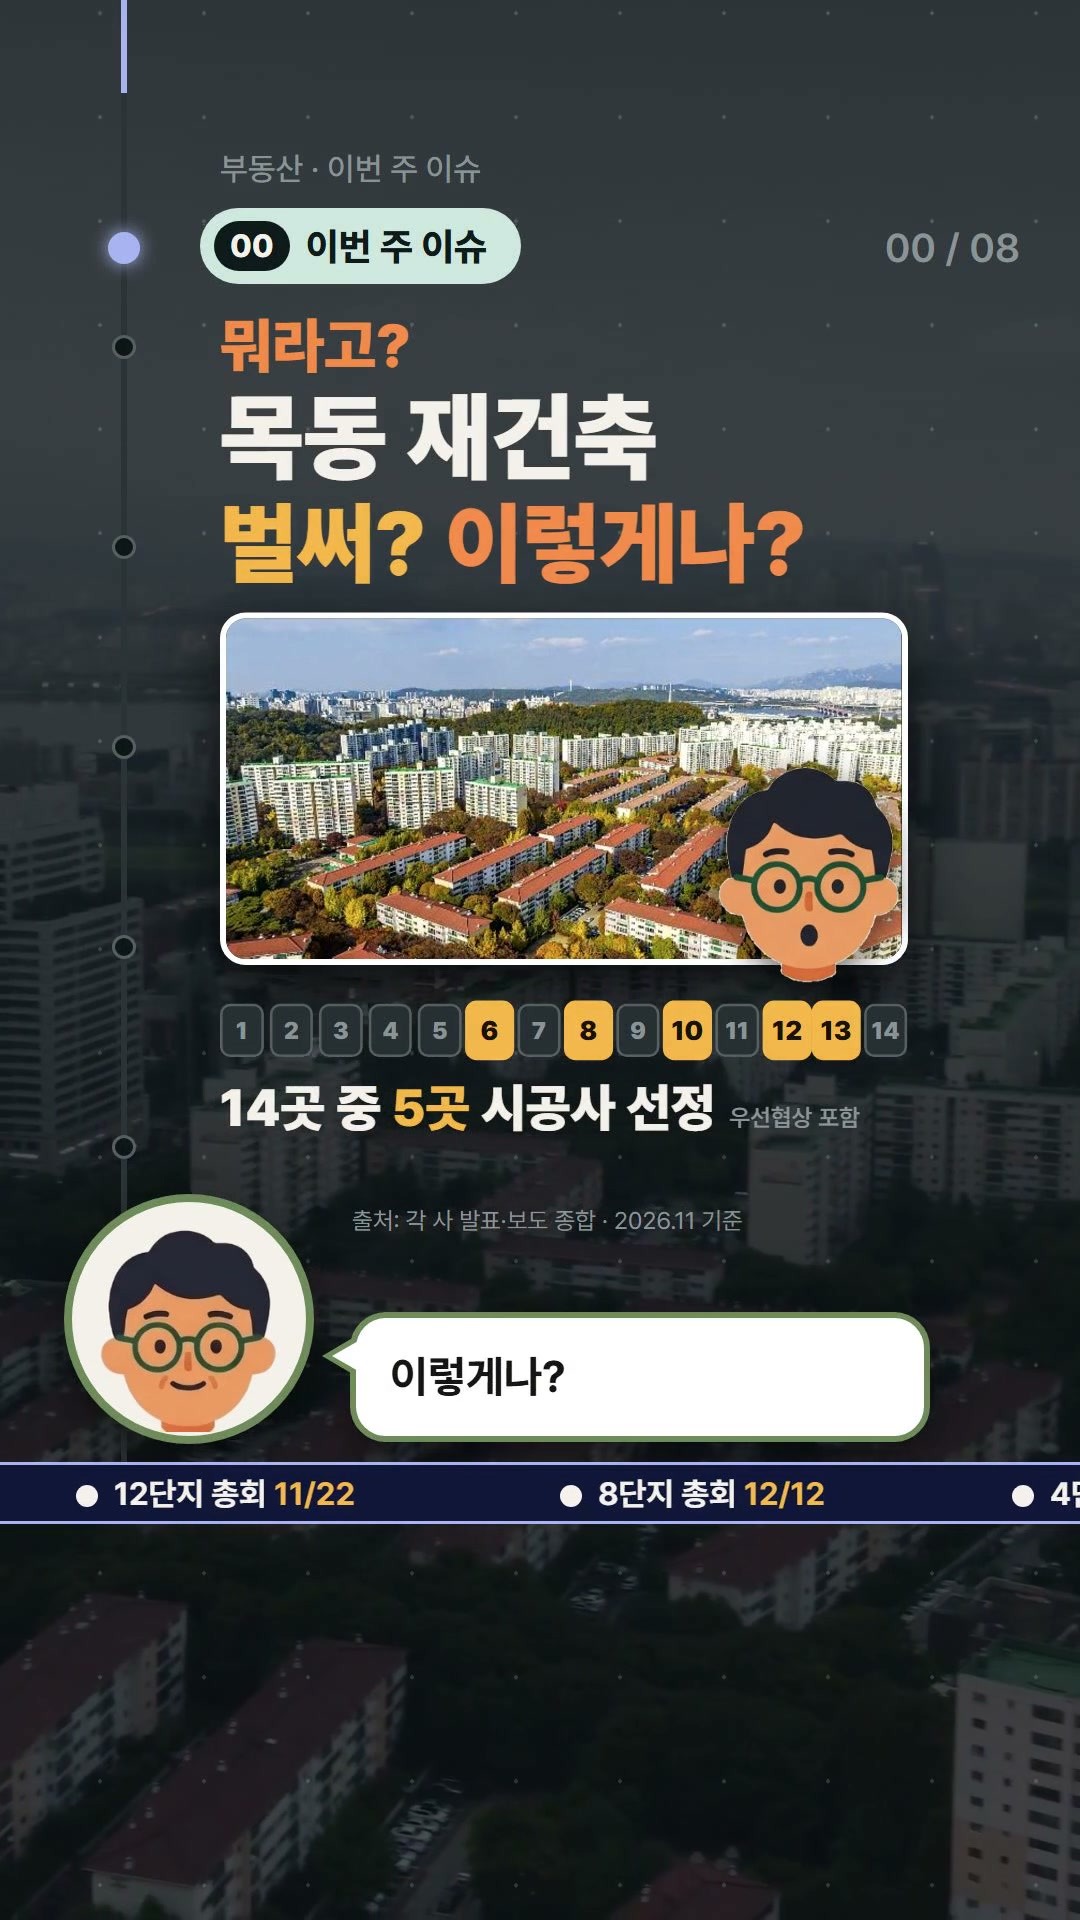 부동산 · 이번 주 이슈
00 이번 주 이슈
00 / 08
뭐라고?
목동 재건축
벌써? 이렇게나?
1 2 3 4 5 6 7 8 9 10 11 12 13 14
14곳 중 5곳 시공사 선정 우선협상 포함
출처: 각 사 발표·보도 종합 · 2026.11 기준
이렇게나?
12단지 총회 11/22
8단지 총회 12/12